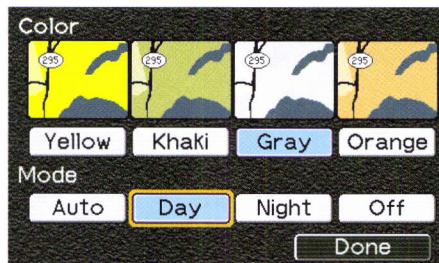 Color
295 295 295 295
Yellow Khaki Gray Orange
Mode
Auto Day Night Off
Done